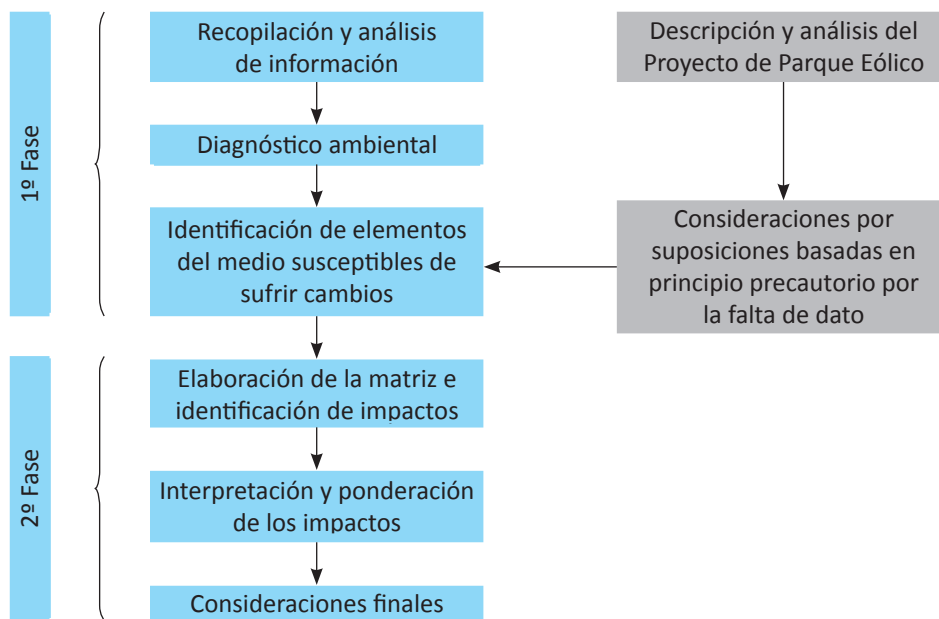 1º Fase
Recopilación y análisis
de información
Diagnóstico ambiental
Identificación de elementos
del medio susceptibles de
sufrir cambios
Descripción y análisis del
Proyecto de Parque Eólico
Consideraciones por
suposiciones basadas en
principio precautorio por
la falta de dato
2º Fase
Elaboración de la matriz e
identificación de impactos
Interpretación y ponderación
de los impactos
Consideraciones finales